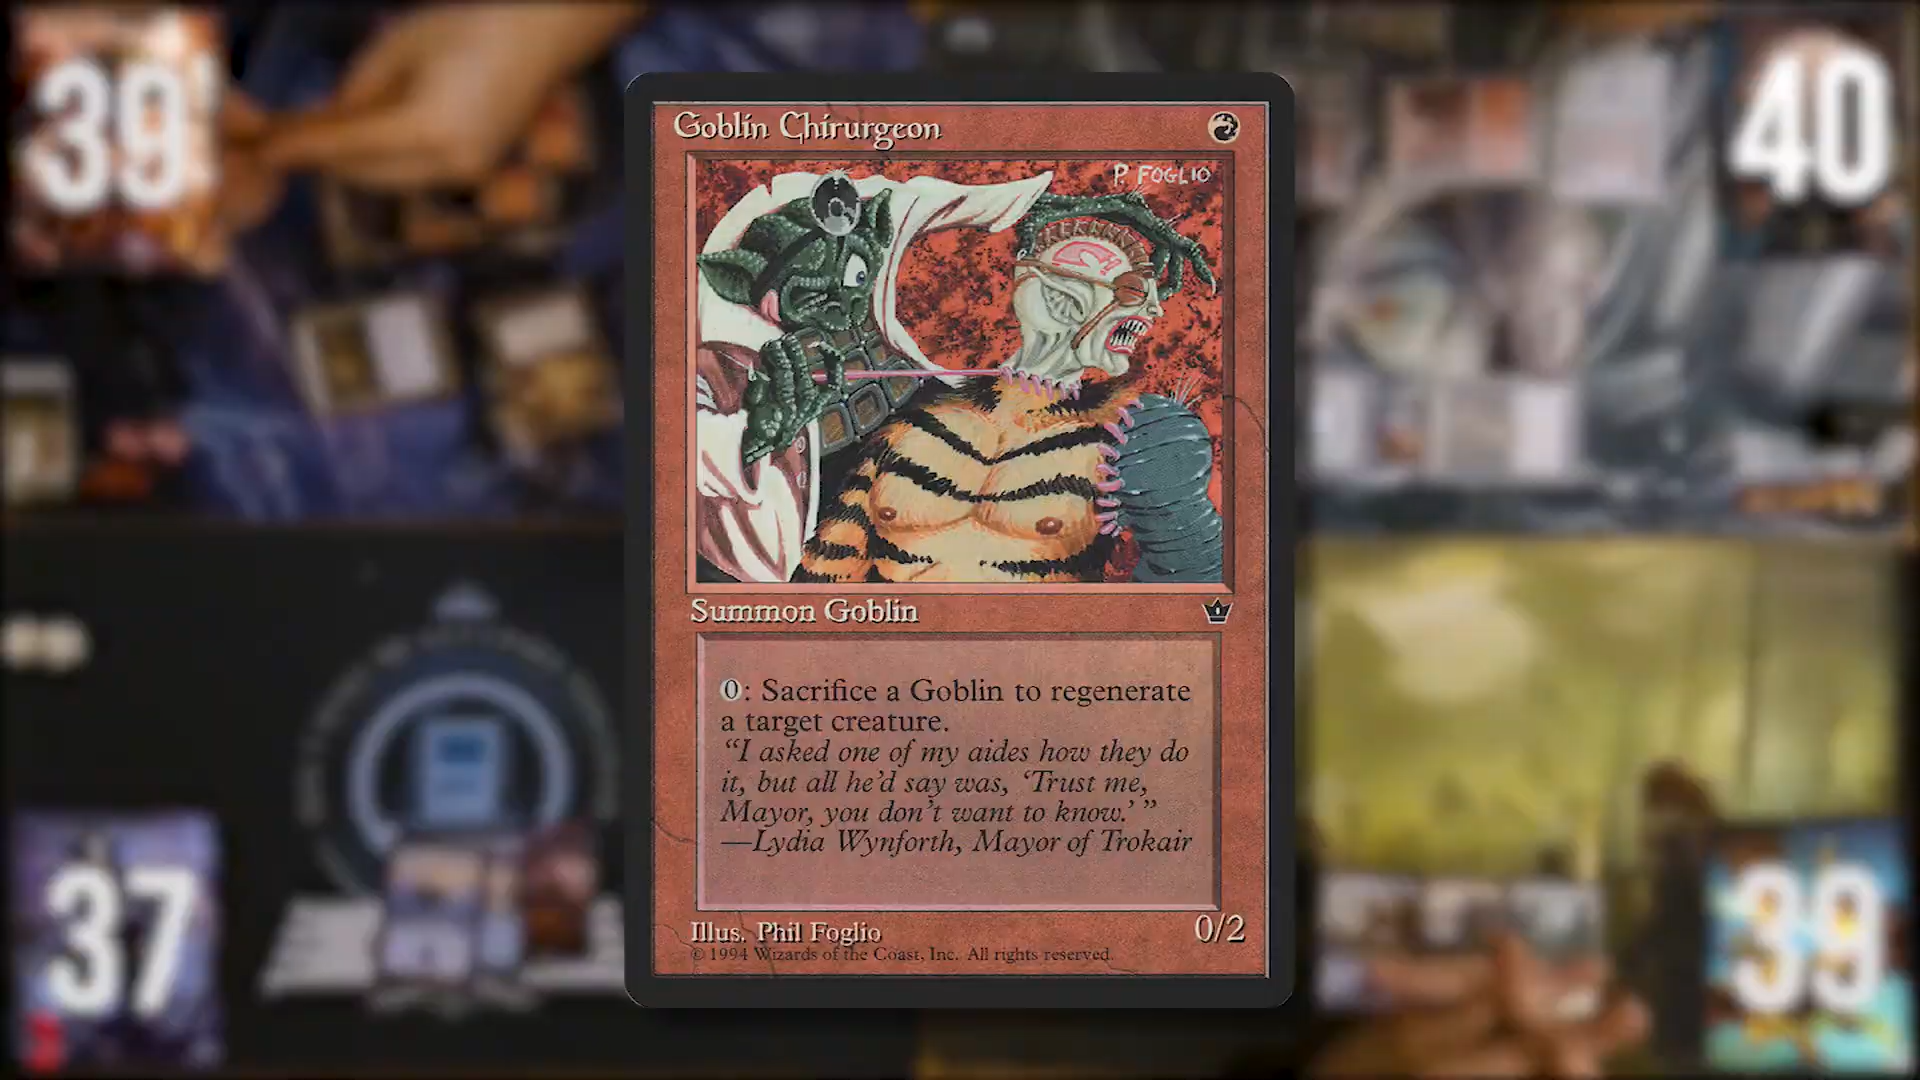 39
40
Goblin Chirurgeon
P. FOGLIO
Summon Goblin
0: Sacrifice a Goblin to regenerate
a target creature.
“I asked one of my aides how they do
it, but all he’d say was, ‘Trust me,
Mayor, you don’t want to know.’ ”
—Lydia Wynforth, Mayor of Trokair
Illus. Phil Foglio
0/2
© 1994 Wizards of the Coast, Inc. All rights reserved.
37
39